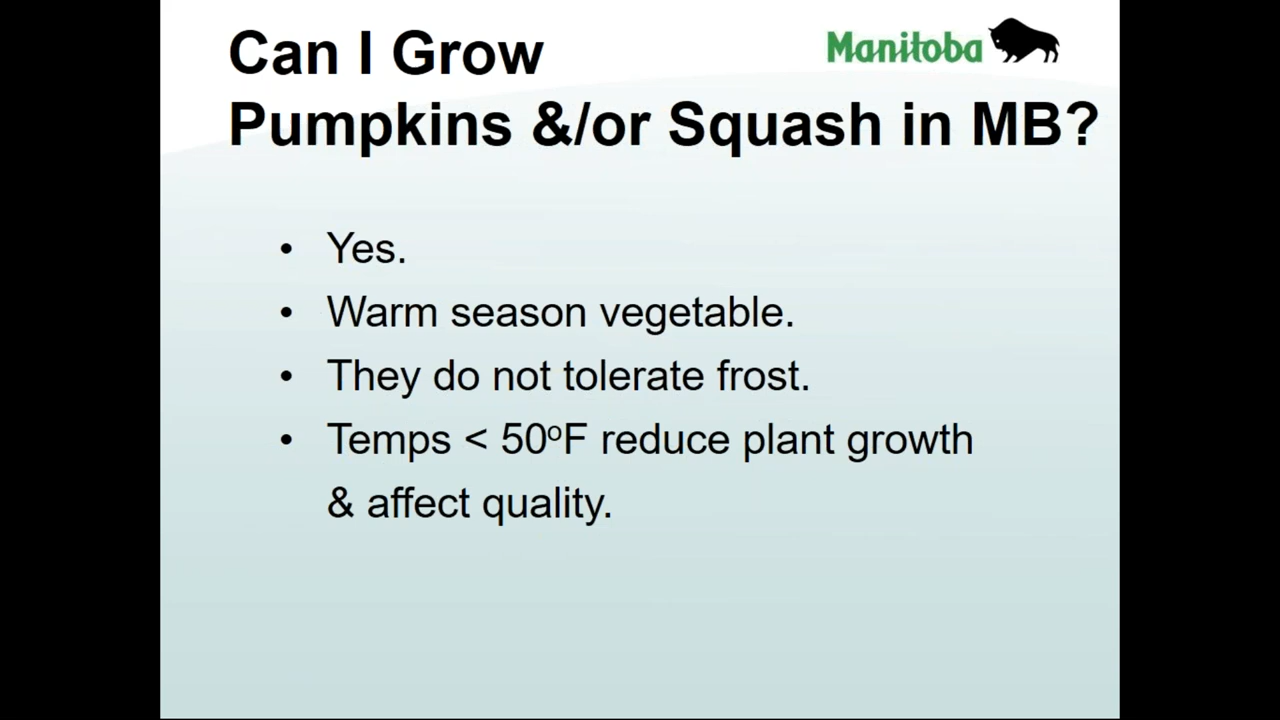 Can I Grow
Manitoba
Pumpkins &/or Squash in MB?
• Yes.
• Warm season vegetable.
• They do not tolerate frost.
• Temps < 50ºF reduce plant growth
& affect quality.